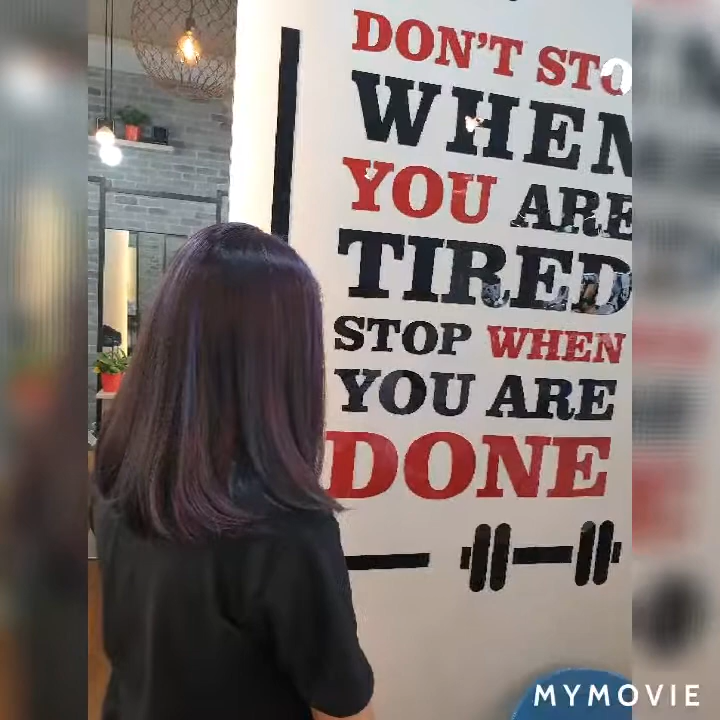 DON'T STO
WHEN
YOU ARE
TIRED
STOP WHEN
YOU ARE
DONE
MYMOVIE